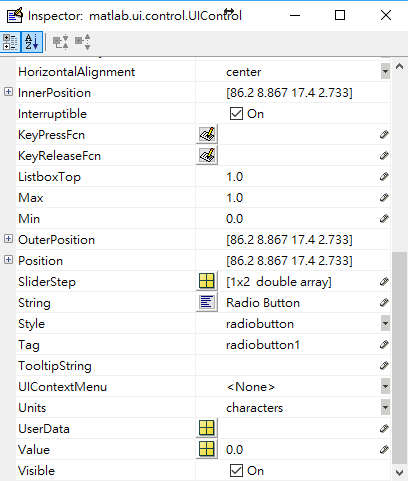 Inspector: matlab.ui.control.UIControl
HorizontalAlignment center
InnerPosition [86.2 8.867 17.4 2.733]
Interruptible On
KeyPressFcn
KeyReleaseFcn
ListboxTop 1.0
Max 1.0
Min 0.0
OuterPosition [86.2 8.867 17.4 2.733]
Position [86.2 8.867 17.4 2.733]
SliderStep [1x2 double array]
String Radio Button
Style radiobutton
Tag radiobutton1
TooltipString
UIContextMenu <None>
Units characters
UserData
Value 0.0
Visible On